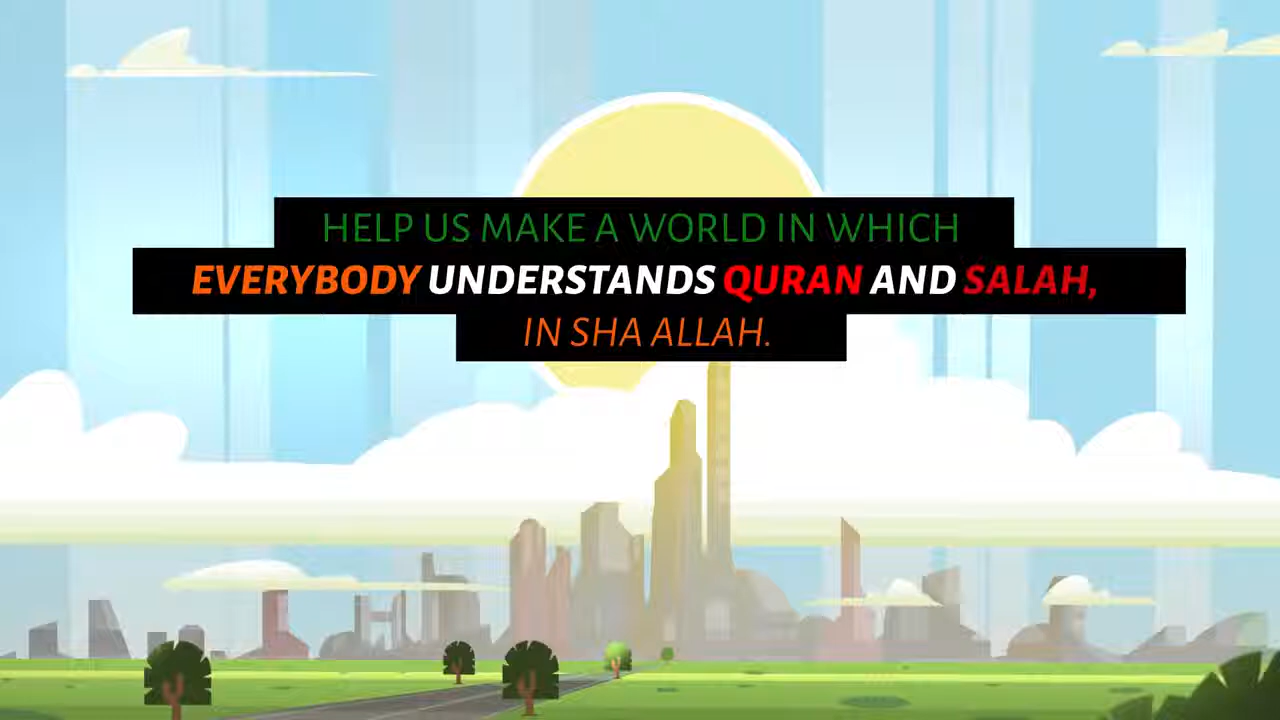 HELP US MAKE A WORLD IN WHICH
EVERYBODY UNDERSTANDS QURAN AND SALAH,
IN SHA ALLAH.